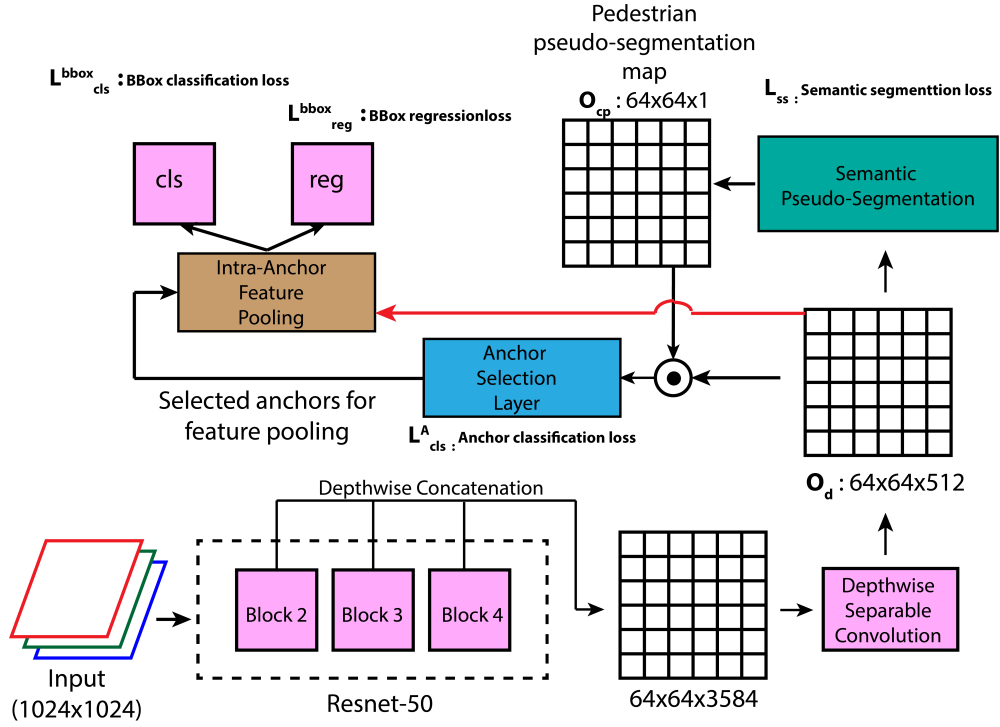 Pedestrian
pseudo-segmentation
map
O_cp : 64x64x1
L^bbox_cls : BBox classification loss
L^bbox_reg : BBox regressionloss
L_ss : Semantic segmenttion loss
cls
reg
Semantic
Pseudo-Segmentation
Intra-Anchor
Feature
Pooling
Anchor
Selection
Layer
Selected anchors for
feature pooling
L^A_cls : Anchor classification loss
O_d : 64x64x512
Depthwise Concatenation
Block 2
Block 3
Block 4
Depthwise
Separable
Convolution
Input
(1024x1024)
Resnet-50
64x64x3584